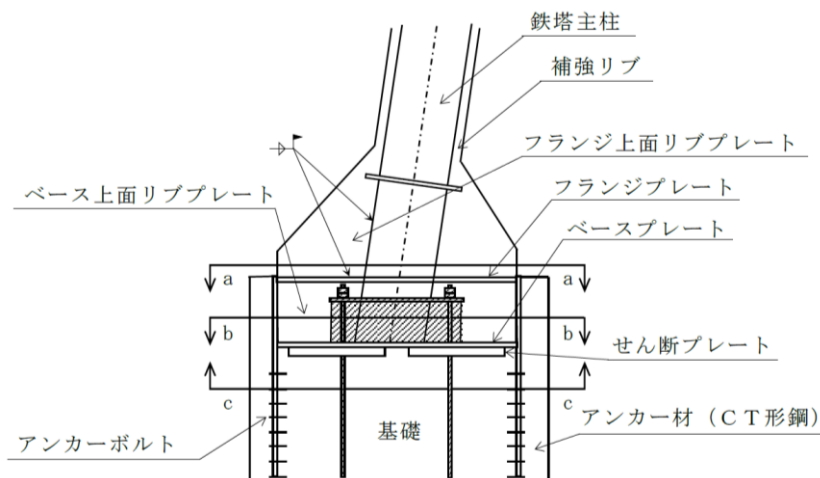 鉄塔主柱
補強リブ
フランジ上面リブプレート
ベース上面リブプレート
フランジプレート
ベースプレート
a
a
b
b
せん断プレート
c
c
アンカーボルト
基礎
アンカー材（ＣＴ形鋼）